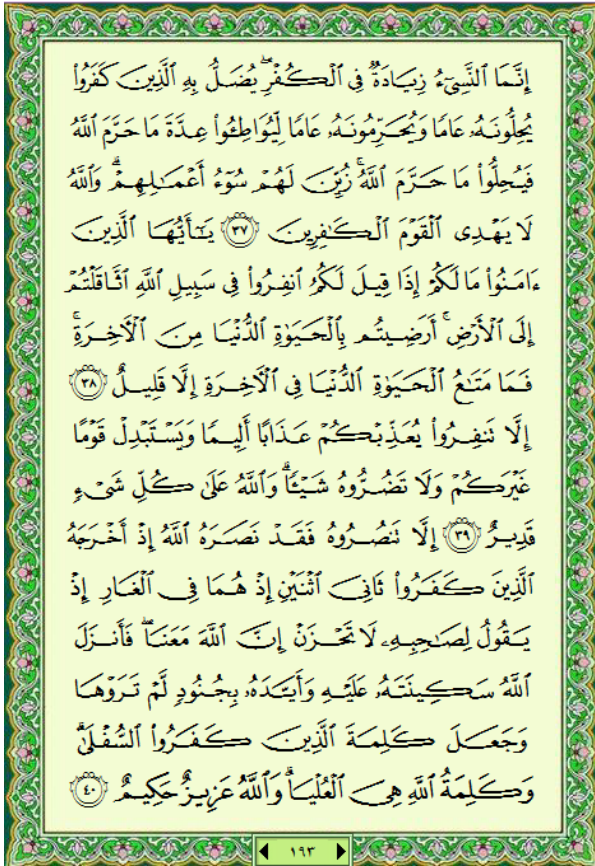 إِنَّمَا ٱلنَّسِىٓءُ زِيَادَةٌ فِى ٱلْكُفْرِ ۖ يُضَلُّ بِهِ ٱلَّذِينَ كَفَرُوا۟
يُحِلُّونَهُۥ عَامًا وَيُحَرِّمُونَهُۥ عَامًا لِّيُوَاطِـُٔوا۟ عِدَّةَ مَا حَرَّمَ ٱللَّهُ
فَيُحِلُّوا۟ مَا حَرَّمَ ٱللَّهُ ۚ زُيِّنَ لَهُمْ سُوٓءُ أَعْمَـٰلِهِمْ ۗ وَٱللَّهُ
لَا يَهْدِى ٱلْقَوْمَ ٱلْكَـٰفِرِينَ ٣٧ يَـٰٓأَيُّهَا ٱلَّذِينَ
ءَامَنُوا۟ مَا لَكُمْ إِذَا قِيلَ لَكُمُ ٱنفِرُوا۟ فِى سَبِيلِ ٱللَّهِ ٱثَّاقَلْتُمْ
إِلَى ٱلْأَرْضِ ۚ أَرَضِيتُم بِٱلْحَيَوٰةِ ٱلدُّنْيَا مِنَ ٱلْـَٔاخِرَةِ ۚ
فَمَا مَتَـٰعُ ٱلْحَيَوٰةِ ٱلدُّنْيَا فِى ٱلْـَٔاخِرَةِ إِلَّا قَلِيلٌ ٣٨
إِلَّا تَنفِرُوا۟ يُعَذِّبْكُمْ عَذَابًا أَلِيمًا وَيَسْتَبْدِلْ قَوْمًا
غَيْرَكُمْ وَلَا تَضُرُّوهُ شَيْـًٔا ۗ وَٱللَّهُ عَلَىٰ كُلِّ شَىْءٍ
قَدِيرٌ ٣٩ إِلَّا تَنصُرُوهُ فَقَدْ نَصَرَهُ ٱللَّهُ إِذْ أَخْرَجَهُ
ٱلَّذِينَ كَفَرُوا۟ ثَانِىَ ٱثْنَيْنِ إِذْ هُمَا فِى ٱلْغَارِ إِذْ
يَقُولُ لِصَـٰحِبِهِۦ لَا تَحْزَنْ إِنَّ ٱللَّهَ مَعَنَا ۖ فَأَنزَلَ
ٱللَّهُ سَكِينَتَهُۥ عَلَيْهِ وَأَيَّدَهُۥ بِجُنُودٍ لَّمْ تَرَوْهَا
وَجَعَلَ كَلِمَةَ ٱلَّذِينَ كَفَرُوا۟ ٱلسُّفْلَىٰ ۗ
وَكَلِمَةُ ٱللَّهِ هِىَ ٱلْعُلْيَا ۗ وَٱللَّهُ عَزِيزٌ حَكِيمٌ ٤٠
١٩٣